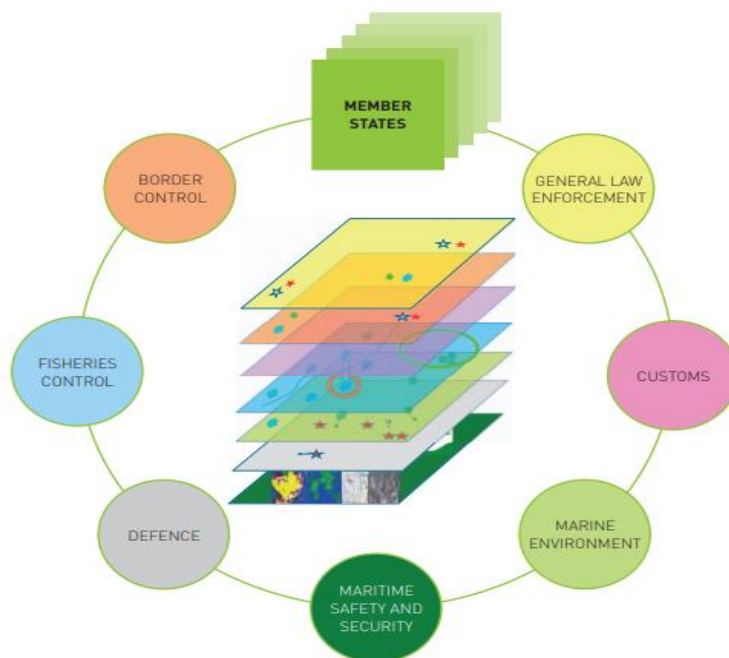 MEMBER
STATES
BORDER
CONTROL
GENERAL LAW
ENFORCEMENT
FISHERIES
CONTROL
CUSTOMS
DEFENCE
MARINE
ENVIRONMENT
MARITIME
SAFETY AND
SECURITY
?